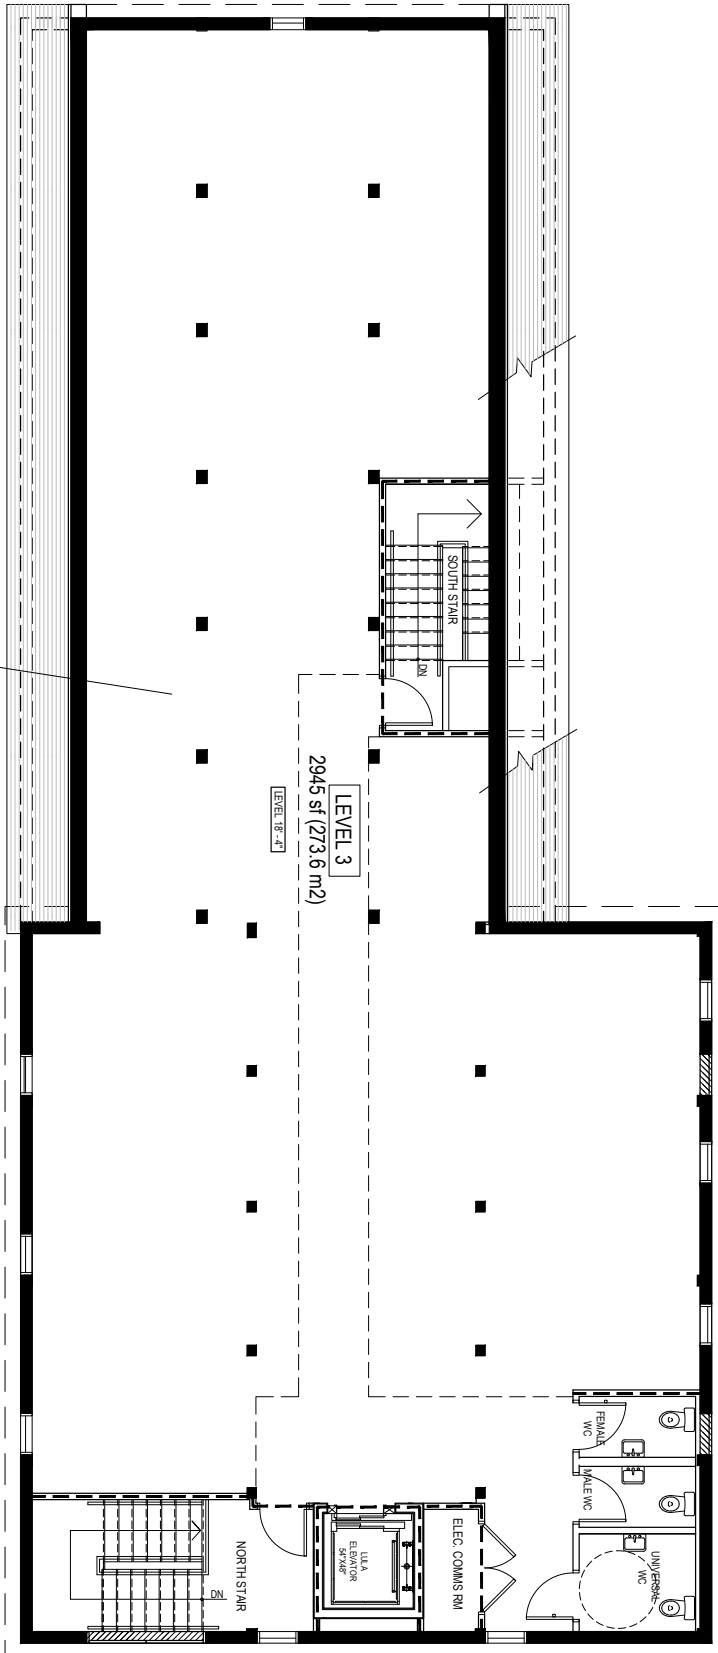 SOUTH STAIR
DN
LEVEL 3
2945 sf (273.6 m2)
LEVEL 18' - 4"
FEMALE
WC
MALE WC
UNIVERSAL
WC
ELEC. COMMS RM
LULA
ELEVATOR
54"X48"
NORTH STAIR
DN